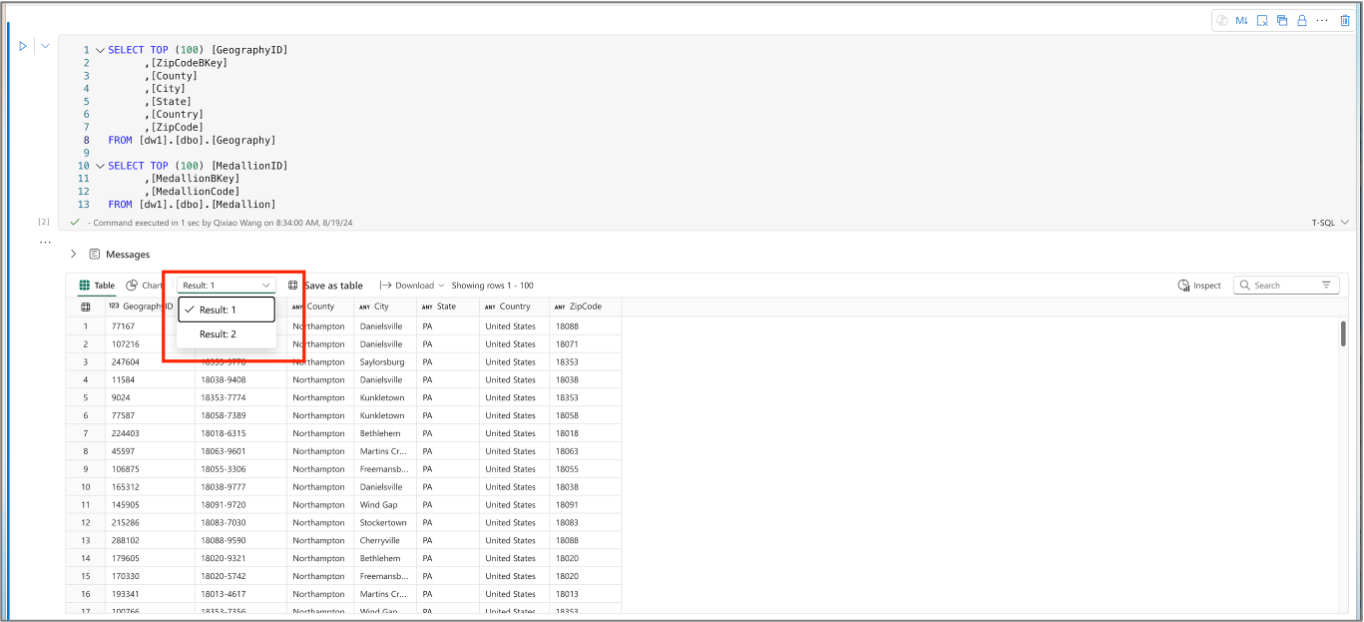 M↓ ...
1 SELECT TOP (100) [GeographyID]
2 ,[ZipCodeBKey]
3 ,[County]
4 ,[City]
5 ,[State]
6 ,[Country]
7 ,[ZipCode]
8 FROM [dw1].[dbo].[Geography]
9
10 SELECT TOP (100) [MedallionID]
11 ,[MedallionBKey]
12 ,[MedallionCode]
13 FROM [dw1].[dbo].[Medallion]
[2] - Command executed in 1 sec by Qixiao Wang on 8:34:00 AM, 8/19/24 T-SQL
...
Messages
Table Chart Result: 1 Save as table Download Showing rows 1 - 100 Inspect Search
123 GeographyID ANY County ANY City ANY State ANY Country ANY ZipCode
Result: 1
Result: 2
1 77167 Northampton Danielsville PA United States 18088
2 107216 Northampton Danielsville PA United States 18071
3 247604 Northampton Saylorsburg PA United States 18353
4 11584 18038-9408 Northampton Danielsville PA United States 18038
5 9024 18353-7774 Northampton Kunkletown PA United States 18353
6 77587 18058-7389 Northampton Kunkletown PA United States 18058
7 224403 18018-6315 Northampton Bethlehem PA United States 18018
8 45597 18063-9601 Northampton Martins Cr... PA United States 18063
9 106875 18055-3306 Northampton Freemansb... PA United States 18055
10 165312 18038-9777 Northampton Danielsville PA United States 18038
11 145905 18091-9720 Northampton Wind Gap PA United States 18091
12 215286 18083-7030 Northampton Stockertown PA United States 18083
13 288102 18088-9590 Northampton Cherryville PA United States 18088
14 179605 18020-9321 Northampton Bethlehem PA United States 18020
15 170330 18020-5742 Northampton Freemansb... PA United States 18020
16 193341 18013-4617 Northampton Martins Cr... PA United States 18013
17 100766 18353-7356 Northampton Wind Gap PA United States 18353